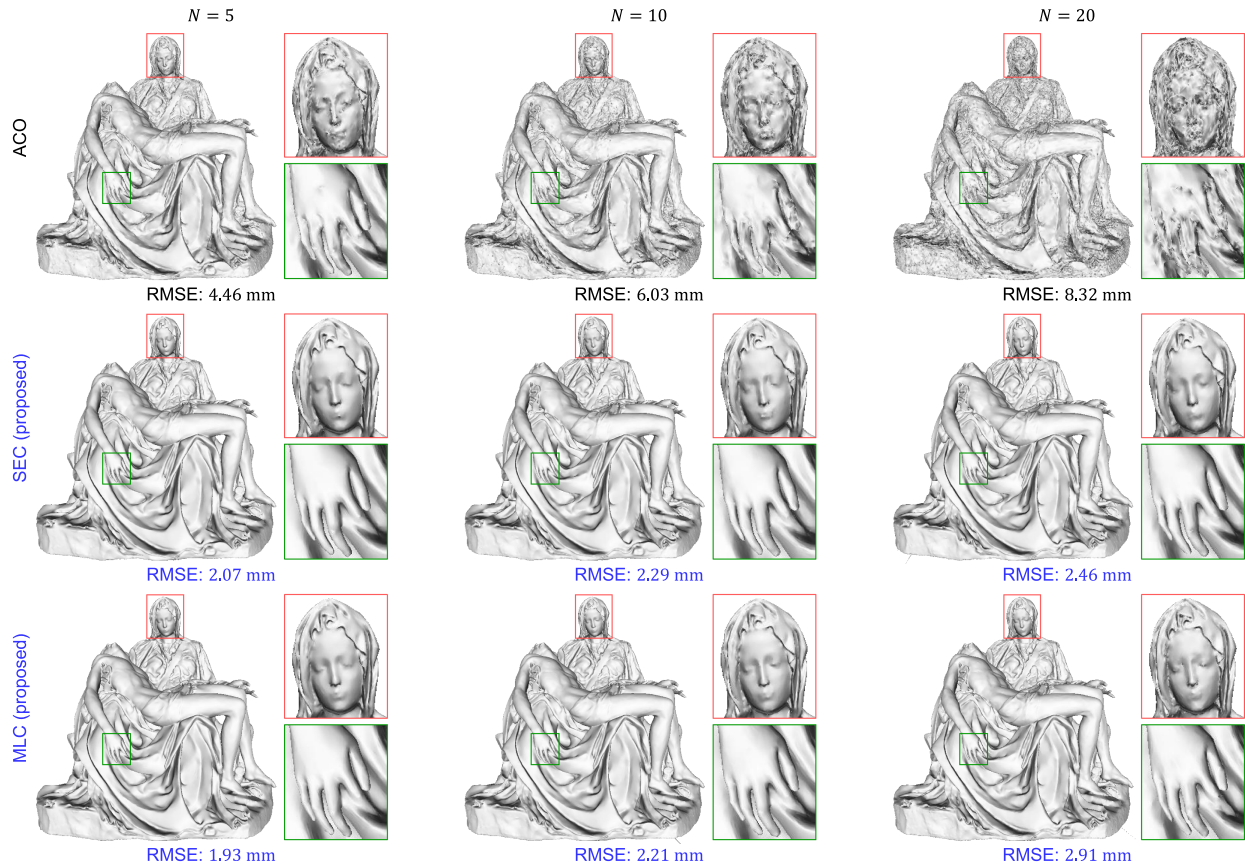 N = 5
N = 10
N = 20
ACO
RMSE: 4.46 mm
RMSE: 6.03 mm
RMSE: 8.32 mm
SEC (proposed)
RMSE: 2.07 mm
RMSE: 2.29 mm
RMSE: 2.46 mm
MLC (proposed)
RMSE: 1.93 mm
RMSE: 2.21 mm
RMSE: 2.91 mm